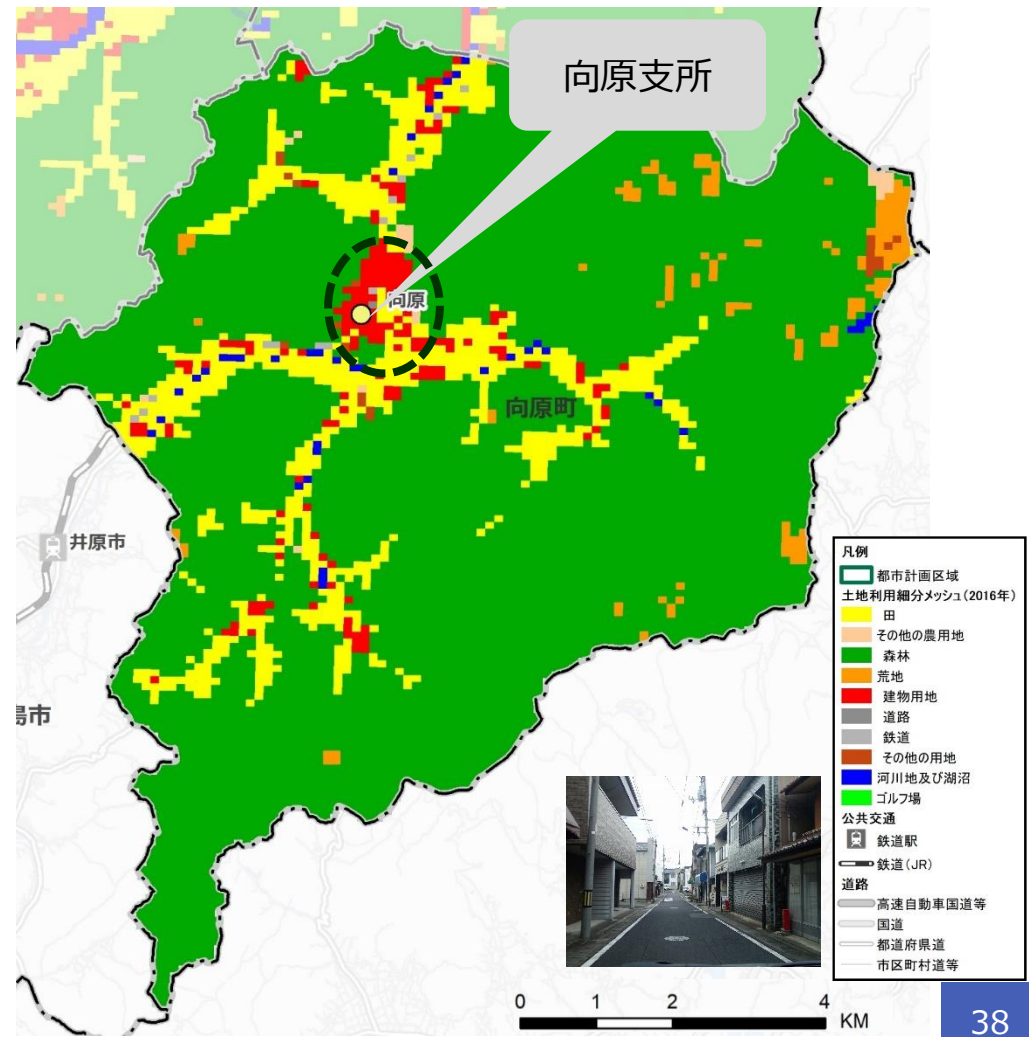 向原支所
向原
向原町
井原市
島市
凡例
都市計画区域
土地利用細分メッシュ(2016年)
田
その他の農用地
森林
荒地
建物用地
道路
鉄道
その他の用地
河川地及び湖沼
ゴルフ場
公共交通
鉄道駅
鉄道(JR)
道路
高速自動車国道等
国道
都道府県道
市区町村道等
0 1 2 4
KM
38